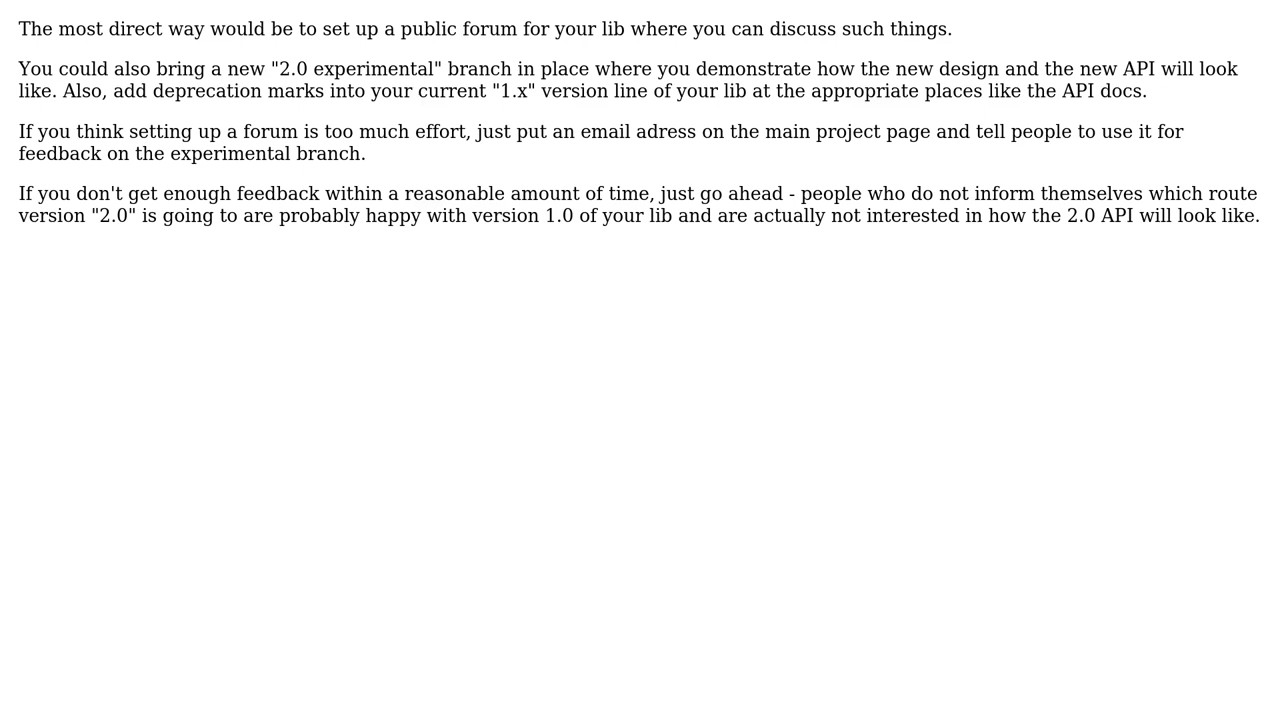 The most direct way would be to set up a public forum for your lib where you can discuss such things.
You could also bring a new "2.0 experimental" branch in place where you demonstrate how the new design and the new API will look
like. Also, add deprecation marks into your current "1.x" version line of your lib at the appropriate places like the API docs.
If you think setting up a forum is too much effort, just put an email adress on the main project page and tell people to use it for
feedback on the experimental branch.
If you don't get enough feedback within a reasonable amount of time, just go ahead - people who do not inform themselves which route
version "2.0" is going to are probably happy with version 1.0 of your lib and are actually not interested in how the 2.0 API will look like.